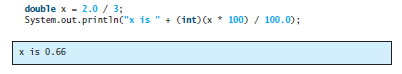 double x = 2.0 / 3;
System.out.println("x is " + (int)(x * 100) / 100.0);
x is 0.66